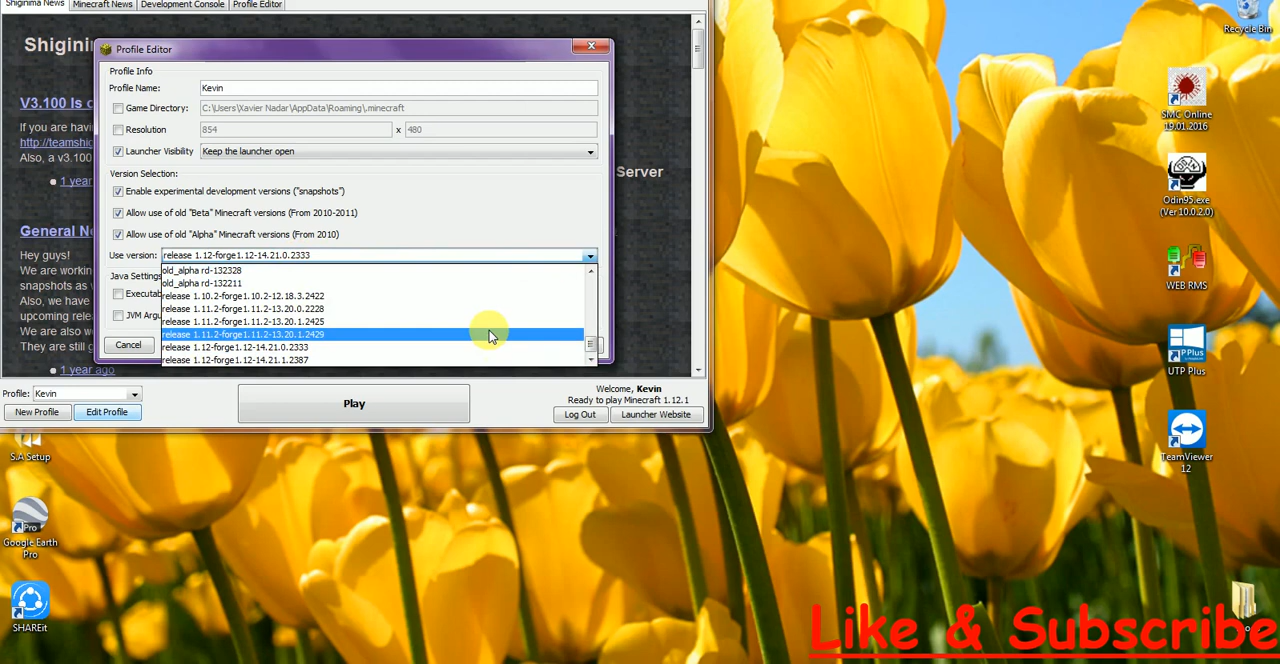 Shiginima News
Minecraft News
Development Console
Profile Editor
Profile Editor
Profile Info
Profile Name:
Kevin
Game Directory:
C:\Users\Xavier Nadar\AppData\Roaming\.minecraft
Resolution
854
x
480
Launcher Visibility
Keep the launcher open
Version Selection:
Enable experimental development versions ("snapshots")
Allow use of old "Beta" Minecraft versions (From 2010-2011)
Allow use of old "Alpha" Minecraft versions (From 2010)
Use version:
release 1.12-forge1.12-14.21.0.2333
old_alpha rd-132328
old_alpha rd-132211
release 1.10.2-forge1.10.2-12.18.3.2422
release 1.11.2-forge1.11.2-13.20.0.2228
release 1.11.2-forge1.11.2-13.20.1.2425
release 1.11.2-forge1.11.2-13.20.1.2429
release 1.12-forge1.12-14.21.0.2333
release 1.12-forge1.12-14.21.1.2387
Java Settings
Executab
JVM Argu
Cancel
Shigini
V3.100 Is c
If you are havi
http://teamshig
Also, a v3.100
1 year
Server
General N
Hey guys!
We are workin
snapshots as w
Also, we have
upcoming relea
We are also w
They are still g
1 year ago
Profile:
Kevin
New Profile
Edit Profile
Play
Welcome, Kevin
Ready to play Minecraft 1.12.1
Log Out
Launcher Website
S.A Setup
Pro
Google Earth
Pro
SHAREit
Recycle Bin
SMC Online
19.01.2016
Odin95.exe
(Ver 10.0.2.0)
WEB RMS
P Plus
UTP Plus
TeamViewer
12
Like & Subscribe